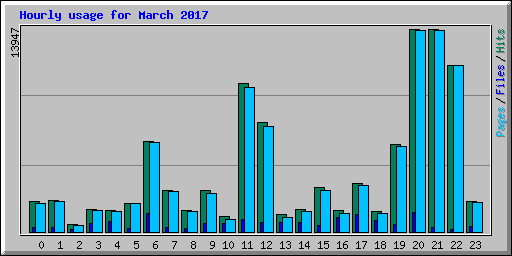 Hourly usage for March 2017
13947
Pages / Files / Hits
0 1 2 3 4 5 6 7 8 9 10 11 12 13 14 15 16 17 18 19 20 21 22 23